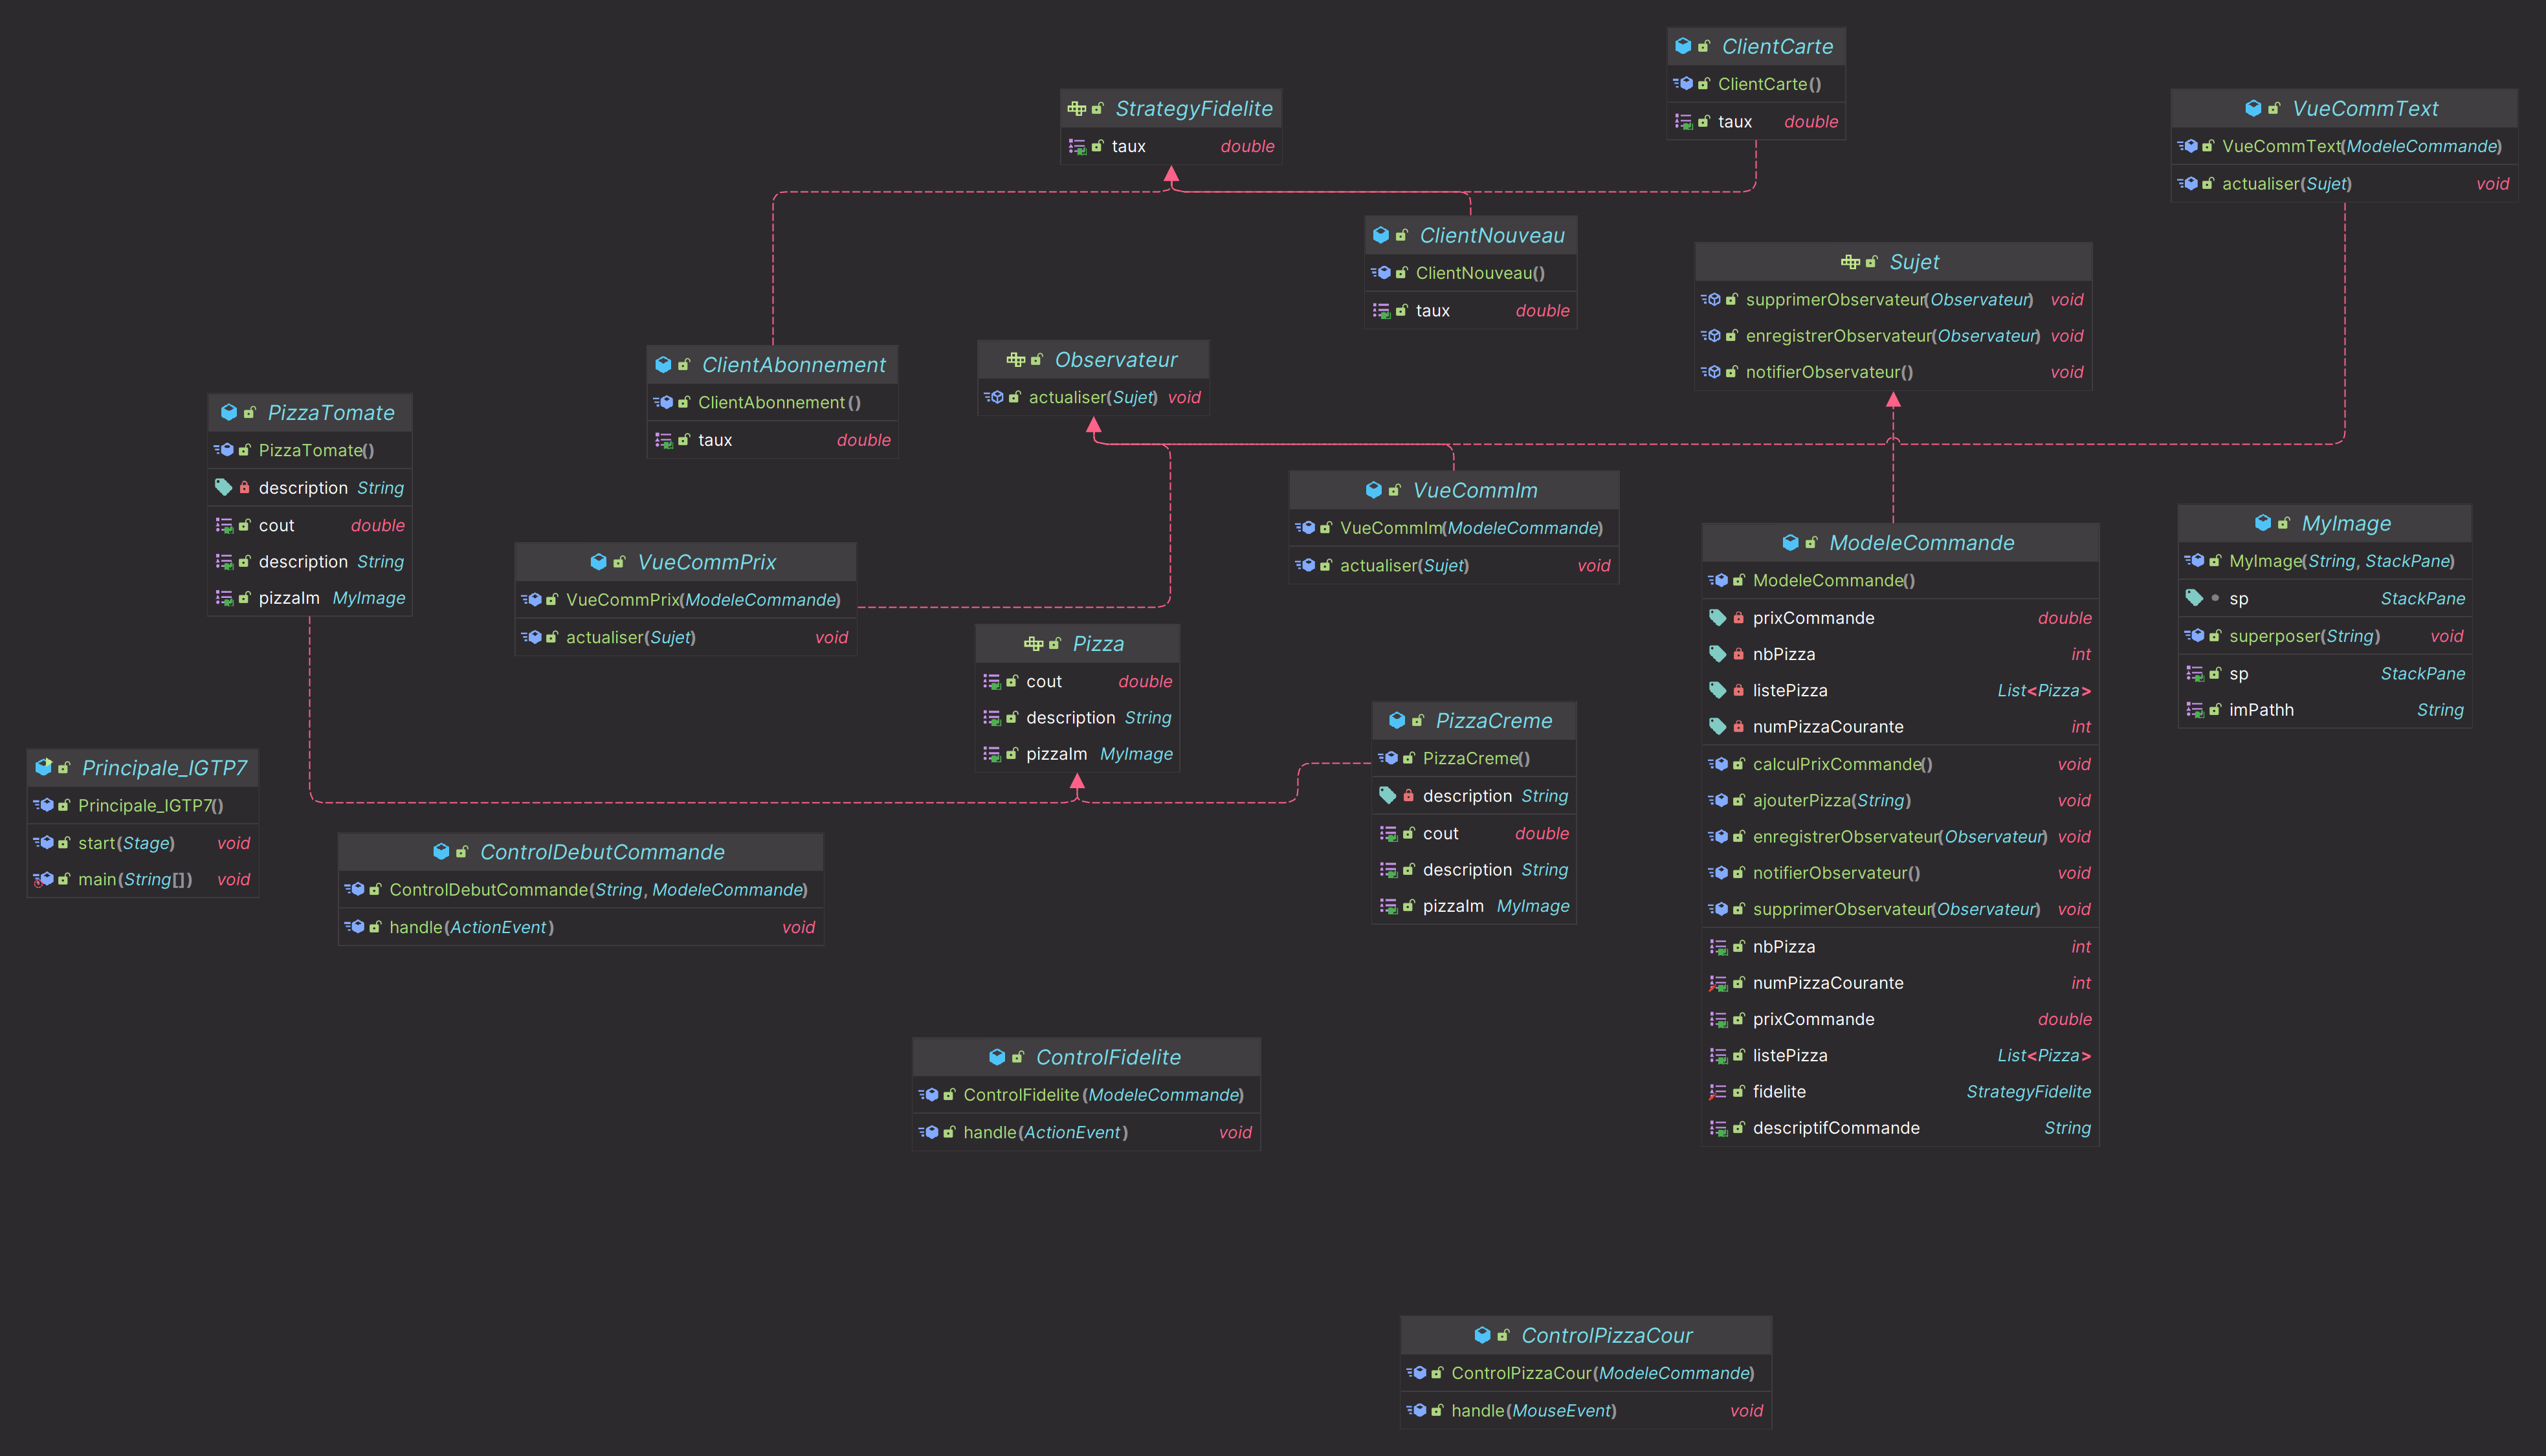 ClientCarte
ClientCarte()
taux double
StrategyFidelite
taux double
VueCommText
VueCommText(ModeleCommande)
actualiser(Sujet) void
ClientNouveau
ClientNouveau()
taux double
Sujet
supprimerObservateur(Observateur) void
enregistrerObservateur(Observateur) void
notifierObservateur() void
ClientAbonnement
ClientAbonnement()
taux double
Observateur
actualiser(Sujet) void
PizzaTomate
PizzaTomate()
description String
cout double
description String
pizzaIm MyImage
VueCommIm
VueCommIm(ModeleCommande)
actualiser(Sujet) void
VueCommPrix
VueCommPrix(ModeleCommande)
actualiser(Sujet) void
ModeleCommande
ModeleCommande()
prixCommande double
nbPizza int
listePizza List<Pizza>
numPizzaCourante int
calculPrixCommande() void
ajouterPizza(String) void
enregistrerObservateur(Observateur) void
notifierObservateur() void
supprimerObservateur(Observateur) void
nbPizza int
numPizzaCourante int
prixCommande double
listePizza List<Pizza>
fidelite StrategyFidelite
descriptifCommande String
MyImage
MyImage(String, StackPane)
sp StackPane
superposer(String) void
sp StackPane
imPathh String
Pizza
cout double
description String
pizzaIm MyImage
PizzaCreme
PizzaCreme()
description String
cout double
description String
pizzaIm MyImage
Principale_IGTP7
Principale_IGTP7()
start(Stage) void
main(String[]) void
ControlDebutCommande
ControlDebutCommande(String, ModeleCommande)
handle(ActionEvent) void
ControlFidelite
ControlFidelite(ModeleCommande)
handle(ActionEvent) void
ControlPizzaCour
ControlPizzaCour(ModeleCommande)
handle(MouseEvent) void